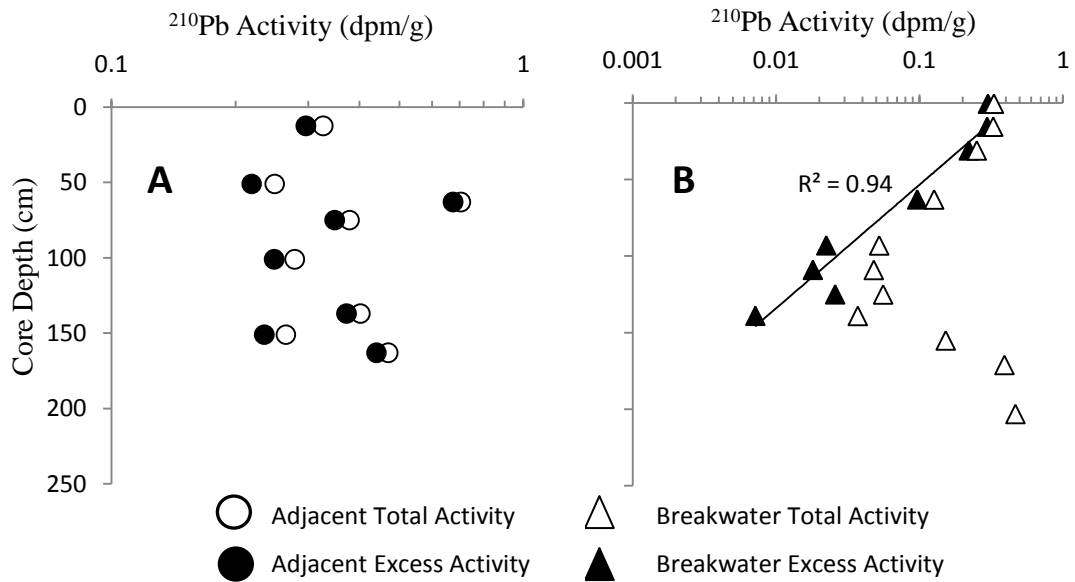 ²¹⁰Pb Activity (dpm/g)
0.1 1
0
50
100
150
200
250
Core Depth (cm)
A
²¹⁰Pb Activity (dpm/g)
0.001 0.01 0.1 1
B
R² = 0.94
Adjacent Total Activity
Breakwater Total Activity
Adjacent Excess Activity
Breakwater Excess Activity